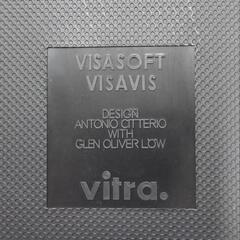 VISASOFT
VISAVIS
DESIGN
ANTONIO CITTERIO
WITH
GLEN OLIVER LÖW
vitra.